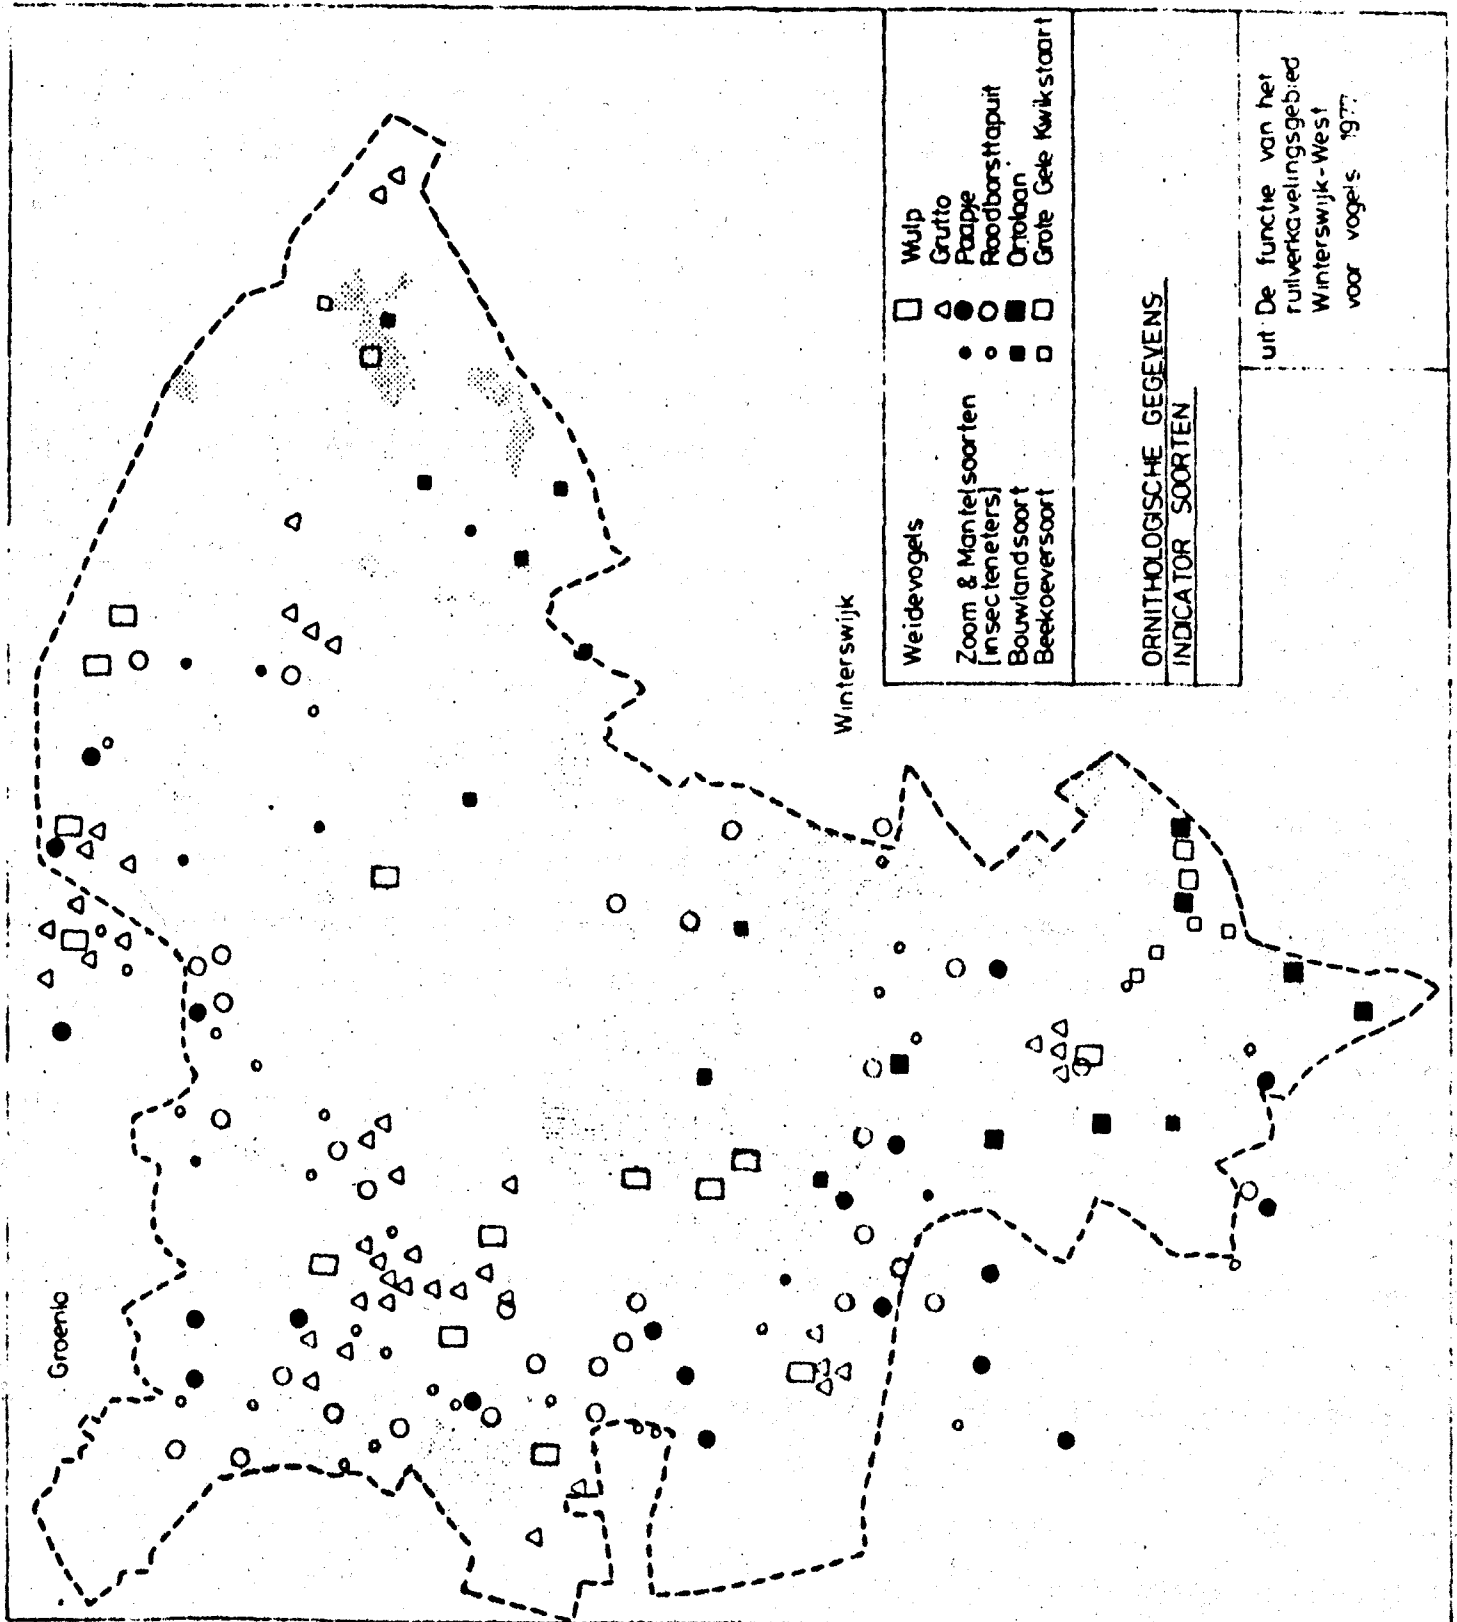 Groenlo
Winterswijk
Weidevogels
Wulp
Grutto
Zoom & Mantelsoorten
Paapje
[insecteneters]
Roodborsttapuit
Bouwlandsoort
Ortolaan
Beekoeversoort
Grote Gele Kwikstaart
ORNITHOLOGISCHE GEGEVENS
INDICATOR SOORTEN
uit De functie van het
ruilverkavelingsgebied
Winterswijk-West
voor vogels 1977